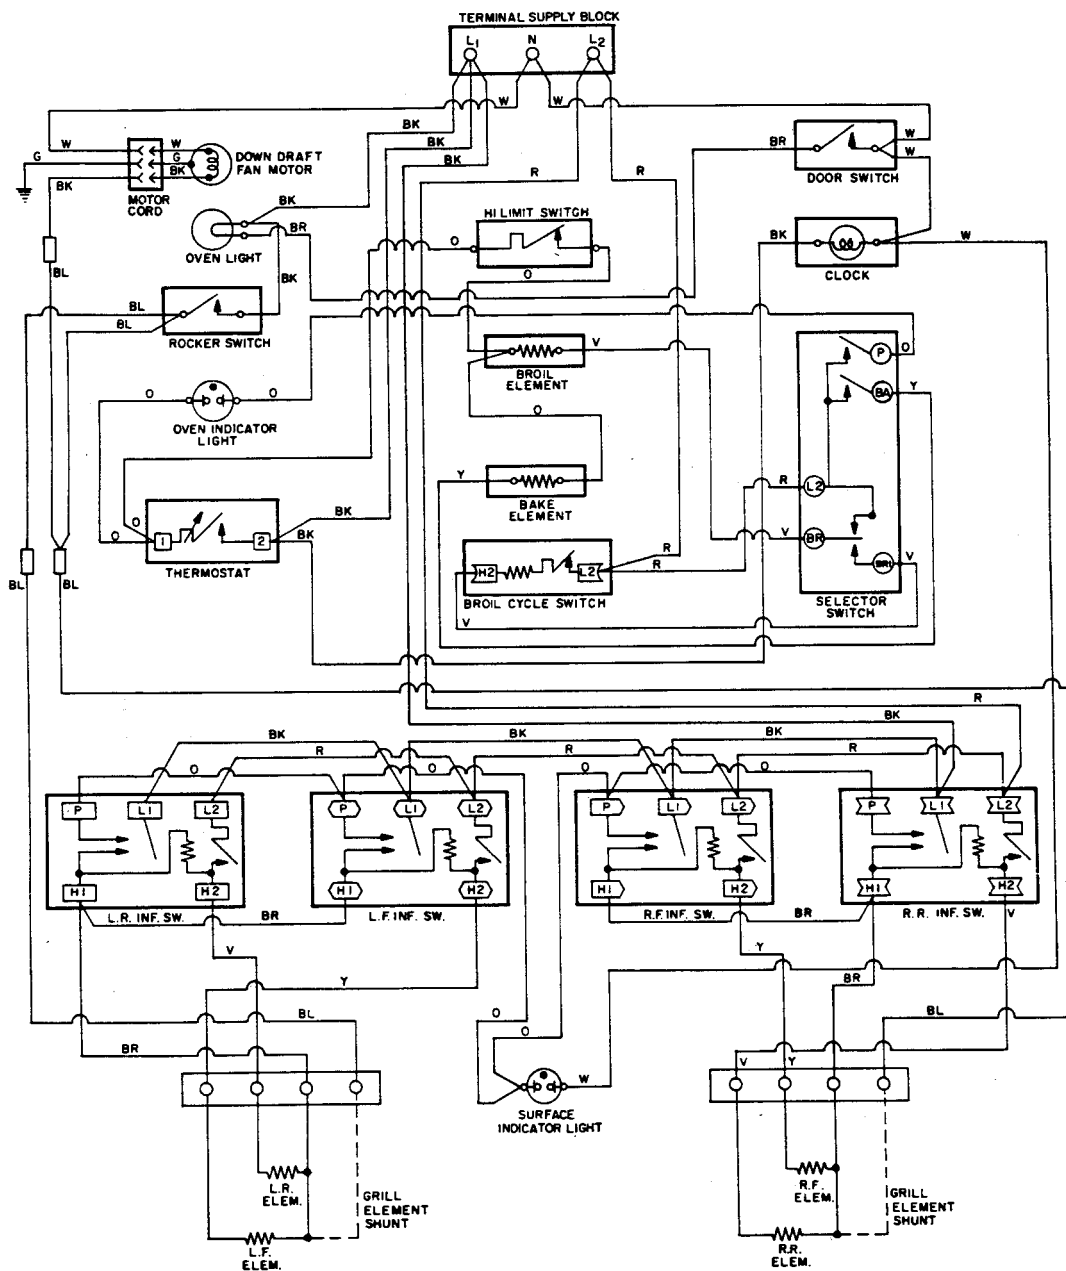 TERMINAL SUPPLY BLOCK
L1 N L2
W W
BK
W W
BK
BR W
G G
W
DOWN DRAFT
FAN MOTOR
BK
BK
R R
DOOR SWITCH
BK
MOTOR
CORD
BK
HI LIMIT SWITCH
BR
O
BK W
OVEN LIGHT
CLOCK
BL
BK
O
BL
BL
ROCKER SWITCH
V
P
O
BROIL
ELEMENT
BA
Y
O O
O
OVEN INDICATOR
LIGHT
Y
R
L2
BAKE
ELEMENT
BK
O
O
1 2
BK
V
BR
V
THERMOSTAT
R
R
H2 L2
BR1
BL BL
BROIL CYCLE SWITCH
SELECTOR
SWITCH
V
R
BK
BK BK BK
R R R
O O O O
P L1 L2
P L1 L2
P L1 L2
P L1 L2
H1 H2
H1 H2
H1 H2
H1 H2
L.R. INF. SW.
BR
L.F. INF. SW.
R.F. INF. SW.
BR
R.R. INF. SW.
V
V
Y
Y
BR
BL
O
O
BL
BR
V Y
W
SURFACE
INDICATOR LIGHT
L.R.
ELEM.
GRILL
ELEMENT
SHUNT
L.F.
ELEM.
R.F.
ELEM.
GRILL
ELEMENT
SHUNT
R.R.
ELEM.